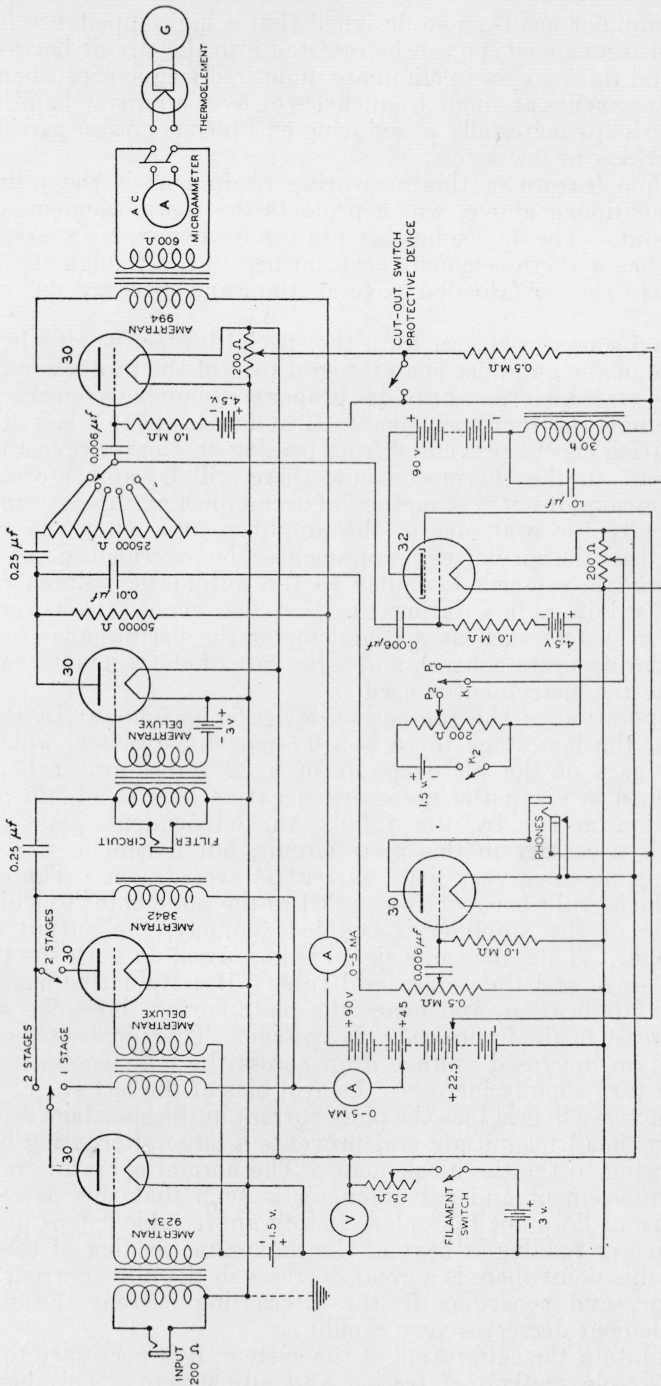 INPUT
200 Ω
AMERTRAN
923A
30
2 STAGES
1 STAGE
AMERTRAN
DELUXE
2 STAGES
30
AMERTRAN
3842
0.25 µf
FILTER
CIRCUIT
AMERTRAN
DELUXE
30
- 3 V +
50000 Ω
0.01
µf
0.25 µf
25000 Ω
0.006 µf
30
1.0 M Ω
4.5 V
200 Ω
AMERTRAN
994
600 Ω
MICROAMMETER
A C
A
THERMOELEMENT
G
1.5 V.
V
25 Ω
FILAMENT
SWITCH
3 V.
0-5 MA
A
0-5 MA
A
+90 V
+45
+22.5
0.5 M Ω
0.006 µf
30
1.0 M Ω
PHONES
1.5 V
K
200 Ω
P2
P1
K1
0.006 µf
32
1.0 M Ω
4.5 V
200 Ω
90 V
1.0 µf
30 h
0.5 M Ω
CUT-OUT SWITCH
PROTECTIVE DEVICE